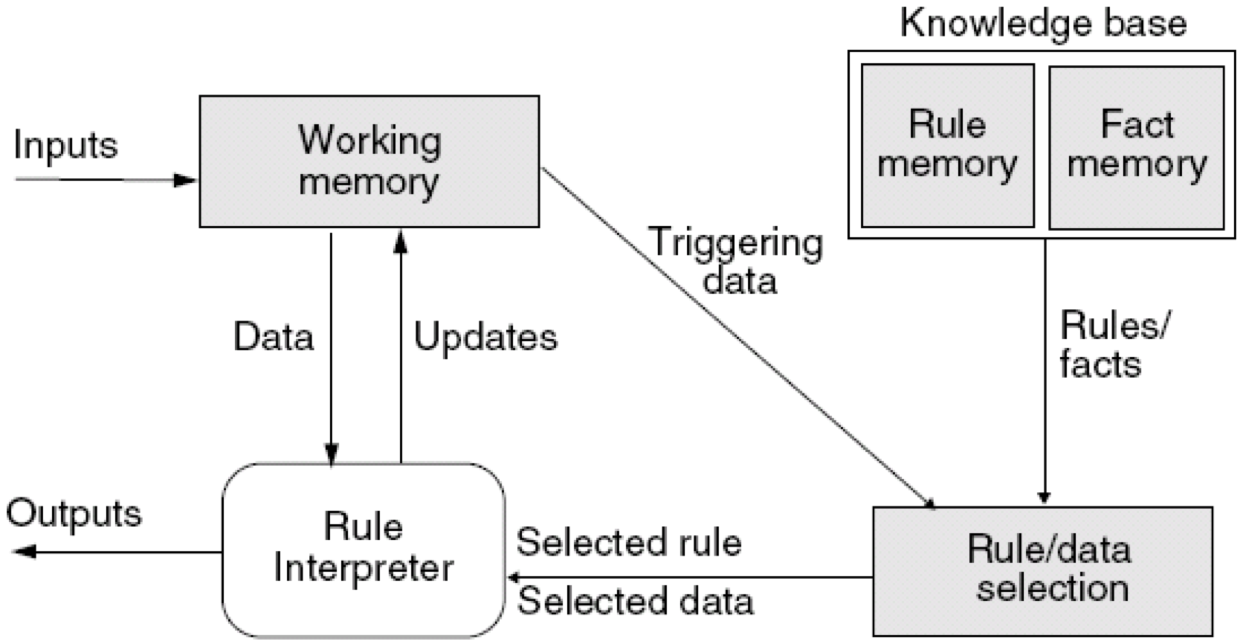 Knowledge base
Inputs
Working
memory
Rule
memory
Fact
memory
Triggering
data
Data
Updates
Rules/
facts
Outputs
Rule
Interpreter
Selected rule
Selected data
Rule/data
selection